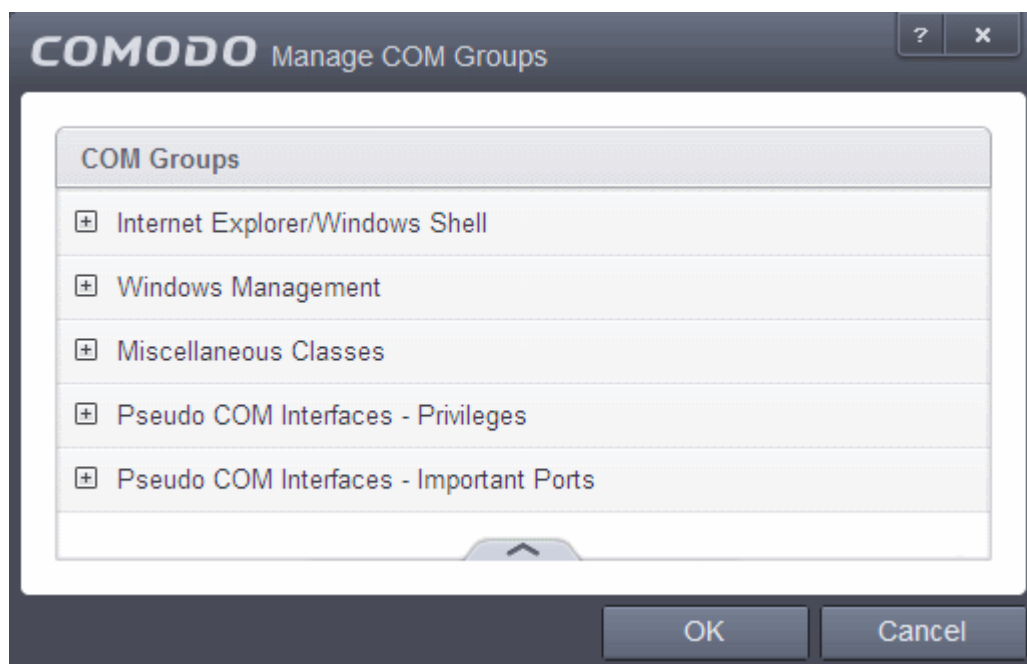 COMODO Manage COM Groups
? ×
COM Groups
Internet Explorer/Windows Shell
Windows Management
Miscellaneous Classes
Pseudo COM Interfaces - Privileges
Pseudo COM Interfaces - Important Ports
OK Cancel